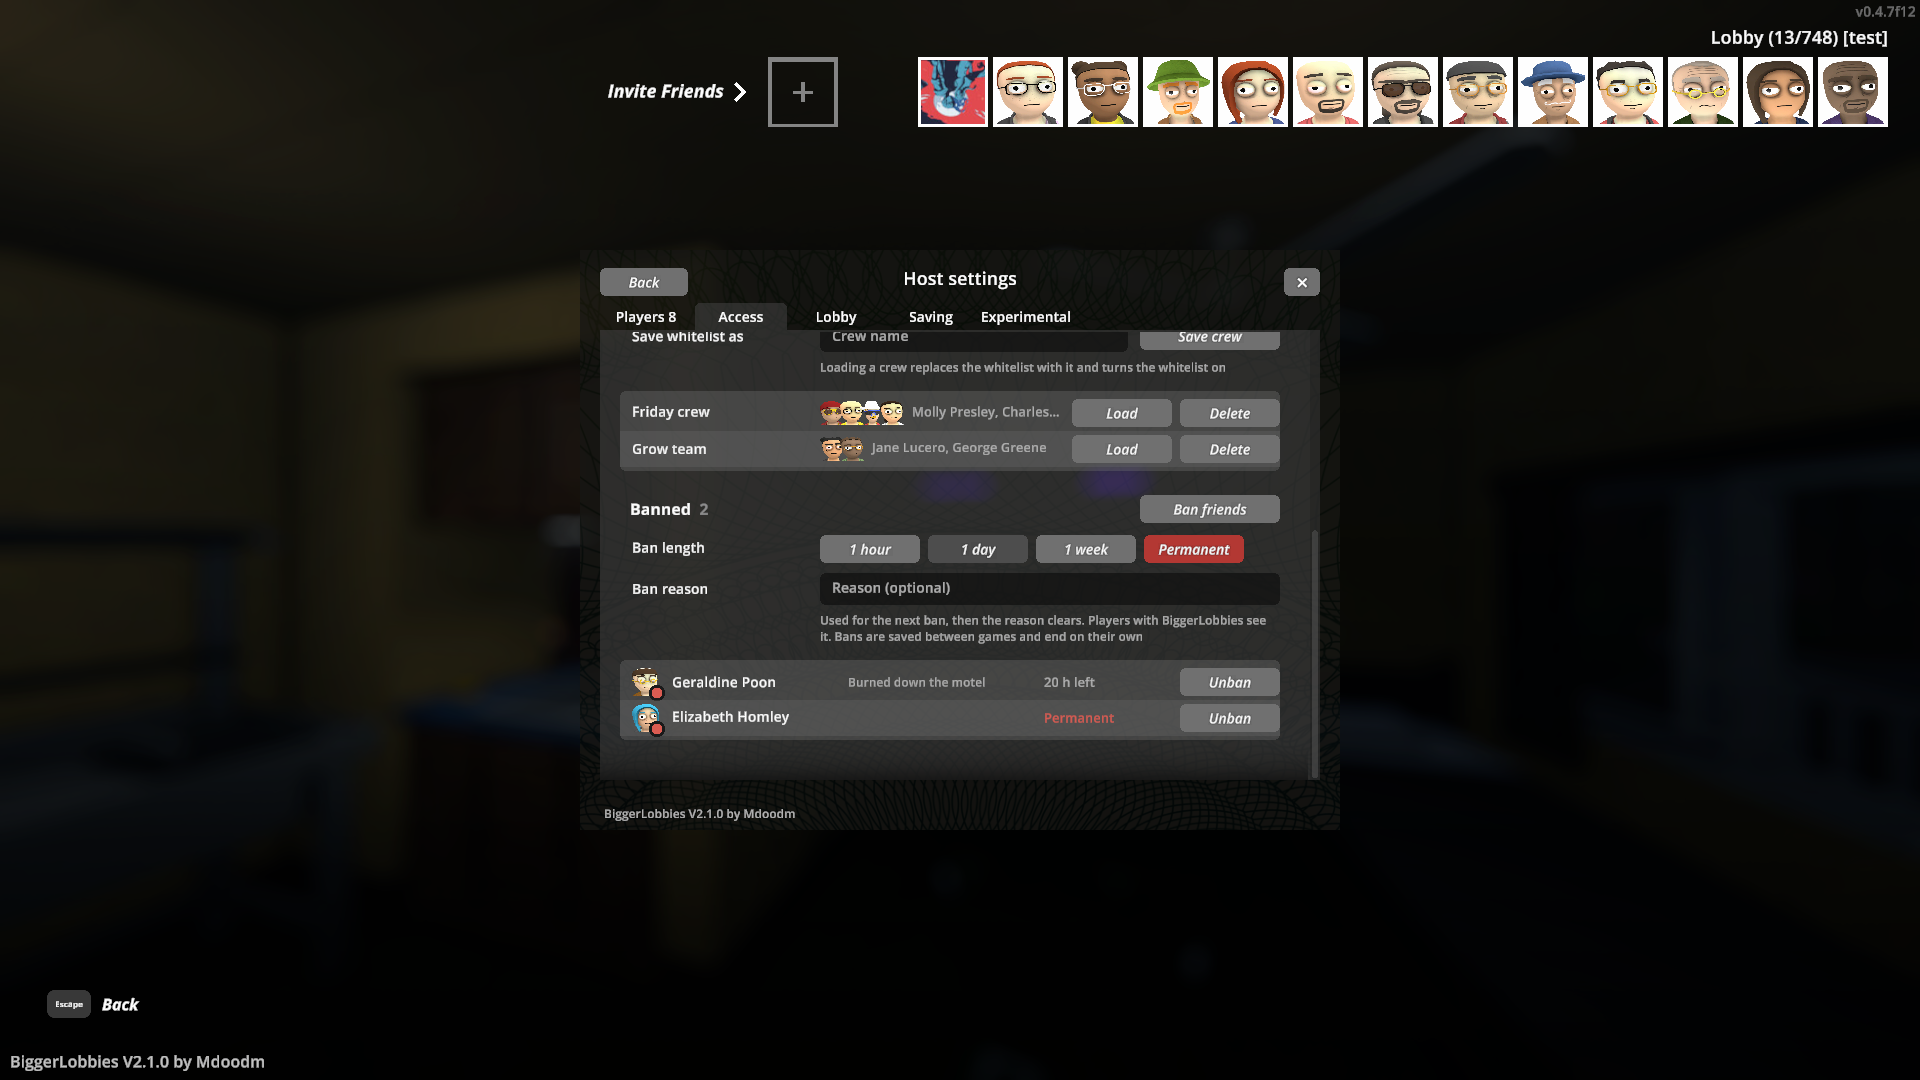 v0.4.7f12
Lobby (13/748) [test]
Invite Friends
Back
Host settings
Players 8
Access
Lobby
Saving
Experimental
Save whitelist as
Crew name
Save crew
Loading a crew replaces the whitelist with it and turns the whitelist on
Friday crew
Molly Presley, Charles...
Load
Delete
Grow team
Jane Lucero, George Greene
Load
Delete
Banned 2
Ban friends
Ban length
1 hour
1 day
1 week
Permanent
Ban reason
Reason (optional)
Used for the next ban, then the reason clears. Players with BiggerLobbies see
it. Bans are saved between games and end on their own
Geraldine Poon
Burned down the motel
20 h left
Unban
Elizabeth Homley
Permanent
Unban
BiggerLobbies V2.1.0 by Mdoodm
Escape
Back
BiggerLobbies V2.1.0 by Mdoodm